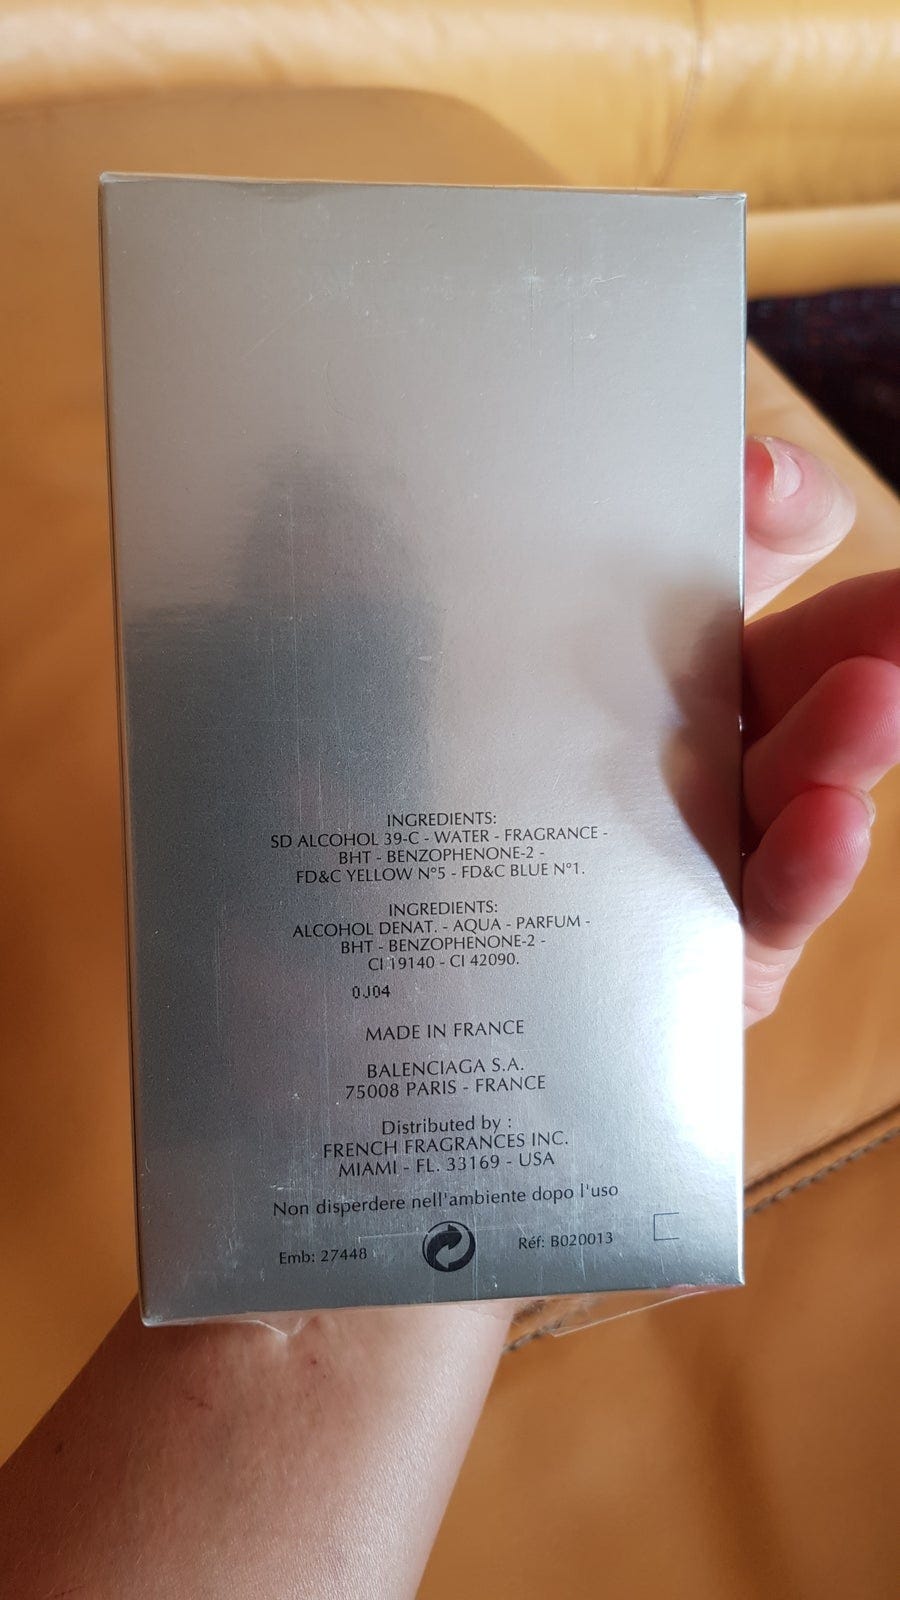 INGREDIENTS:
SD ALCOHOL 39-C - WATER - FRAGRANCE -
BHT - BENZOPHENONE-2 -
FD&C YELLOW N°5 - FD&C BLUE N°1.
INGREDIENTS:
ALCOHOL DENAT. - AQUA - PARFUM -
BHT - BENZOPHENONE-2 -
CI 19140 - CI 42090.
0J04
MADE IN FRANCE
BALENCIAGA S.A.
75008 PARIS - FRANCE
Distributed by :
FRENCH FRAGRANCES INC.
MIAMI - FL. 33169 - USA
Non disperdere nell'ambiente dopo l'uso
Emb: 27448 Réf: B020013